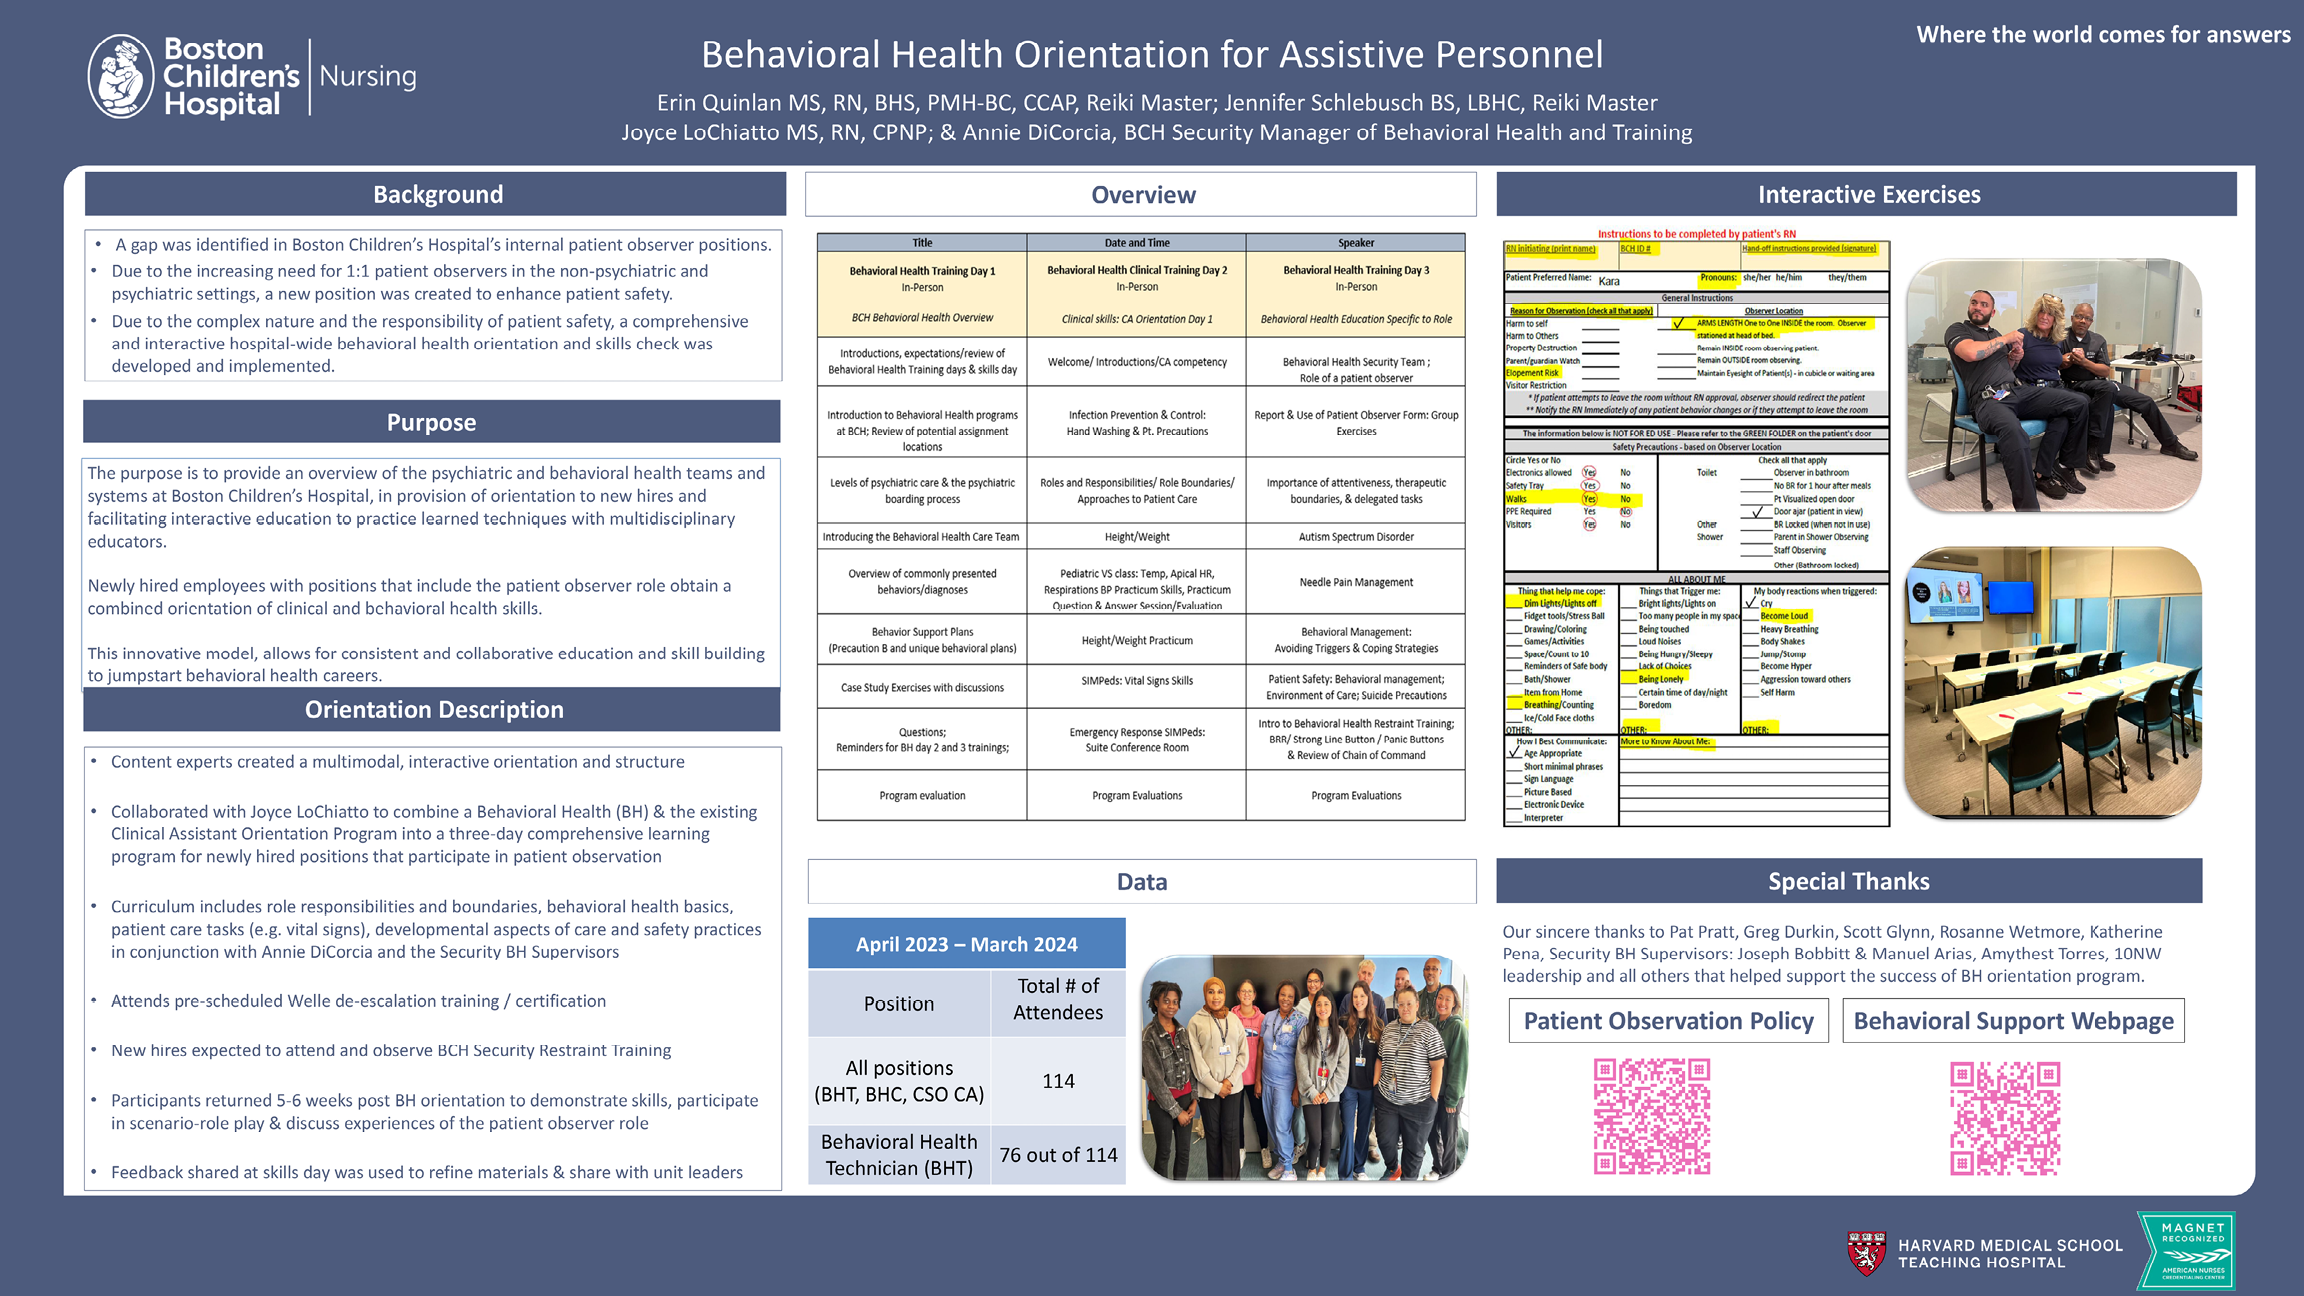 Boston
Children's
Hospital
Nursing
Where the world comes for answers
Behavioral Health Orientation for Assistive Personnel
Erin Quinlan MS, RN, BHS, PMH-BC, CCAP, Reiki Master; Jennifer Schlebusch BS, LBHC, Reiki Master
Joyce LoChiatto MS, RN, CPNP; & Annie DiCorcia, BCH Security Manager of Behavioral Health and Training
Background
• A gap was identified in Boston Children's Hospital's internal patient observer positions.
• Due to the increasing need for 1:1 patient observers in the non-psychiatric and
psychiatric settings, a new position was created to enhance patient safety.
• Due to the complex nature and the responsibility of patient safety, a comprehensive
and interactive hospital-wide behavioral health orientation and skills check was
developed and implemented.
Purpose
The purpose is to provide an overview of the psychiatric and behavioral health teams and
systems at Boston Children's Hospital, in provision of orientation to new hires and
facilitating interactive education to practice learned techniques with multidisciplinary
educators.
Newly hired employees with positions that include the patient observer role obtain a
combined orientation of clinical and behavioral health skills.
This innovative model, allows for consistent and collaborative education and skill building
to jumpstart behavioral health careers.
Orientation Description
• Content experts created a multimodal, interactive orientation and structure
• Collaborated with Joyce LoChiatto to combine a Behavioral Health (BH) & the existing
Clinical Assistant Orientation Program into a three-day comprehensive learning
program for newly hired positions that participate in patient observation
• Curriculum includes role responsibilities and boundaries, behavioral health basics,
patient care tasks (e.g. vital signs), developmental aspects of care and safety practices
in conjunction with Annie DiCorcia and the Security BH Supervisors
• Attends pre-scheduled Welle de-escalation training / certification
• New hires expected to attend and observe BCH Security Restraint Training
• Participants returned 5-6 weeks post BH orientation to demonstrate skills, participate
in scenario-role play & discuss experiences of the patient observer role
• Feedback shared at skills day was used to refine materials & share with unit leaders
Overview
Title Date and Time Speaker
Behavioral Health Training Day 1 Behavioral Health Clinical Training Day 2 Behavioral Health Training Day 3
In-Person In-Person In-Person
BCH Behavioral Health Overview Clinical skills: CA Orientation Day 1 Behavioral Health Education Specific to Role
Introductions, expectations/review of
Behavioral Health Training days & skills day
Welcome/ Introductions/CA competency
Behavioral Health Security Team ;
Role of a patient observer
Introduction to Behavioral Health programs
at BCH; Review of potential assignment
locations
Infection Prevention & Control:
Hand Washing & Pt. Precautions
Report & Use of Patient Observer Form: Group
Exercises
Levels of psychiatric care & the psychiatric
boarding process
Roles and Responsibilities/ Role Boundaries/
Approaches to Patient Care
Importance of attentiveness, therapeutic
boundaries, & delegated tasks
Introducing the Behavioral Health Care Team Height/Weight Autism Spectrum Disorder
Overview of commonly presented
behaviors/diagnoses
Pediatric VS class: Temp, Apical HR,
Respirations BP Practicum Skills, Practicum
Question & Answer Session/Evaluation
Needle Pain Management
Behavior Support Plans
(Precaution B and unique behavioral plans)
Height/Weight Practicum
Behavioral Management:
Avoiding Triggers & Coping Strategies
Case Study Exercises with discussions
SIMPeds: Vital Signs Skills
Patient Safety: Behavioral management;
Environment of Care; Suicide Precautions
Questions;
Reminders for BH day 2 and 3 trainings;
Emergency Response SIMPeds:
Suite Conference Room
Intro to Behavioral Health Restraint Training;
BRR/ Strong Line Button / Panic Buttons
& Review of Chain of Command
Program evaluation Program Evaluations Program Evaluations
Data
April 2023 – March 2024
Position
Total # of
Attendees
All positions
(BHT, BHC, CSO CA)
114
Behavioral Health
Technician (BHT)
76 out of 114
Interactive Exercises
Instructions to be completed by patient's RN
RN initiating (print name) BCH ID # Hand-off instructions provided (signature)
Patient Preferred Name: Kara Pronouns: she/her he/him they/them
General Instructions
Reason for Observation (check all that apply) Observer Location
Harm to self
Harm to Others
Property Destruction
Parent/guardian Watch
Elopement Risk
Visitor Restriction
✓ ARMS LENGTH One to One INSIDE the room. Observer
stationed at head of bed.
Remain INSIDE room observing patient.
Remain OUTSIDE room observing.
Maintain Eyesight of Patient(s) - in cubicle or waiting area
* If patient attempts to leave the room without RN approval, observer should redirect the patient
** Notify the RN Immediately of any patient behavior changes or if they attempt to leave the room
The information below is NOT FOR ED USE - Please refer to the GREEN FOLDER on the patient's door
Safety Precautions - based on Observer Location
Circle Yes or No
Electronics allowed Yes No
Safety Tray Yes No
Walks Yes No
PPE Required Yes No
Visitors Yes No
Check all that apply
Toilet Observer in bathroom
No BR for 1 hour after meals
Pt Visualized open door
✓ Door ajar (patient in view)
Other BR Locked (when not in use)
Shower Parent in Shower Observing
Staff Observing
Other (Bathroom locked)
ALL ABOUT ME
Thing that help me cope:
Dim Lights/Lights off
Fidget tools/Stress Ball
Drawing/Coloring
Games/Activities
Space/Count to 10
Reminders of Safe body
Bath/Shower
Item from Home
Breathing/Counting
Ice/Cold Face cloths
OTHER:
Things that Trigger me:
Bright lights/Lights on
Too many people in my space
Being touched
Loud Noises
Being Hungry/Sleepy
Lack of Choices
Being Lonely
Certain time of day/night
Boredom
OTHER:
My body reactions when triggered:
✓ Cry
Become Loud
Heavy Breathing
Body Shakes
Jump/Stomp
Become Hyper
Aggression toward others
Self Harm
OTHER:
How I Best Communicate:
✓ Age Appropriate
Short minimal phrases
Sign Language
Picture Based
Electronic Device
Interpreter
More to Know About Me:
Special Thanks
Our sincere thanks to Pat Pratt, Greg Durkin, Scott Glynn, Rosanne Wetmore, Katherine
Pena, Security BH Supervisors: Joseph Bobbitt & Manuel Arias, Amythest Torres, 10NW
leadership and all others that helped support the success of BH orientation program.
Patient Observation Policy
Behavioral Support Webpage
HARVARD MEDICAL SCHOOL
TEACHING HOSPITAL
MAGNET
RECOGNIZED
AMERICAN NURSES
CREDENTIALING CENTER